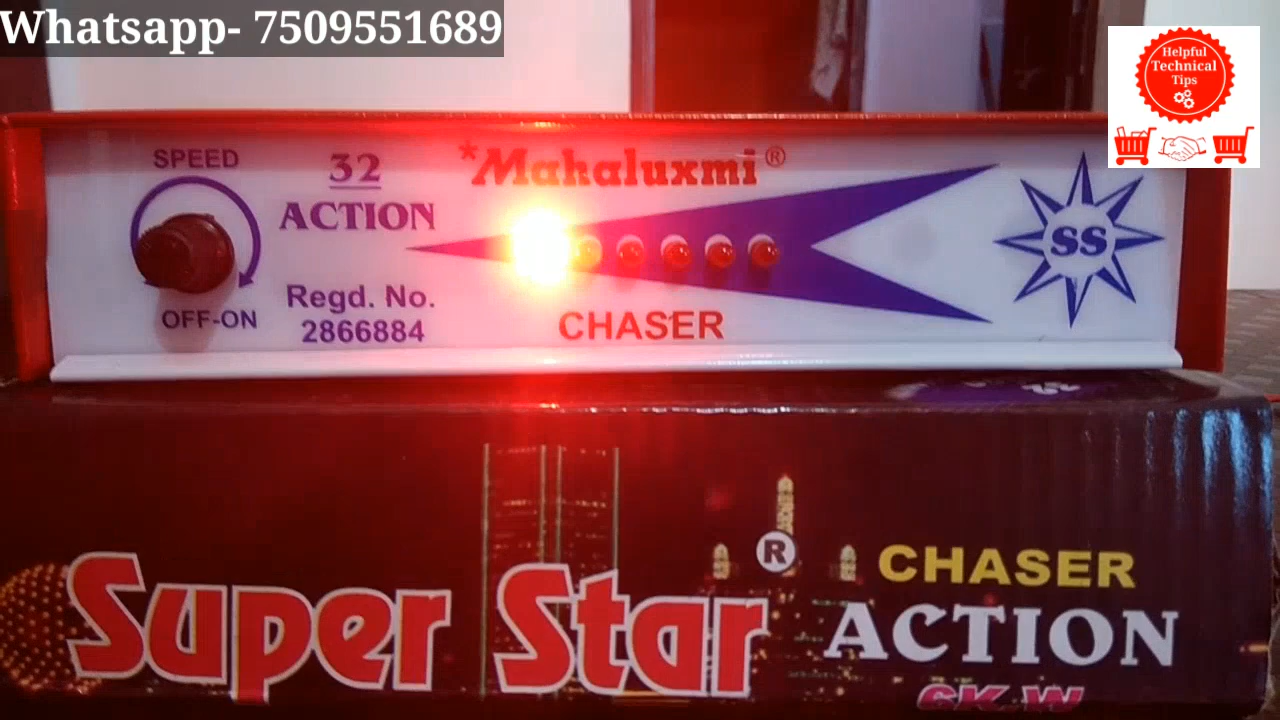 Whatsapp- 7509551689
Helpful
Technical
Tips
SPEED
OFF-ON
32
ACTION
Regd. No.
2866884
*Mahaluxmi®
CHASER
SS
Super Star ®
CHASER
ACTION
6K.W